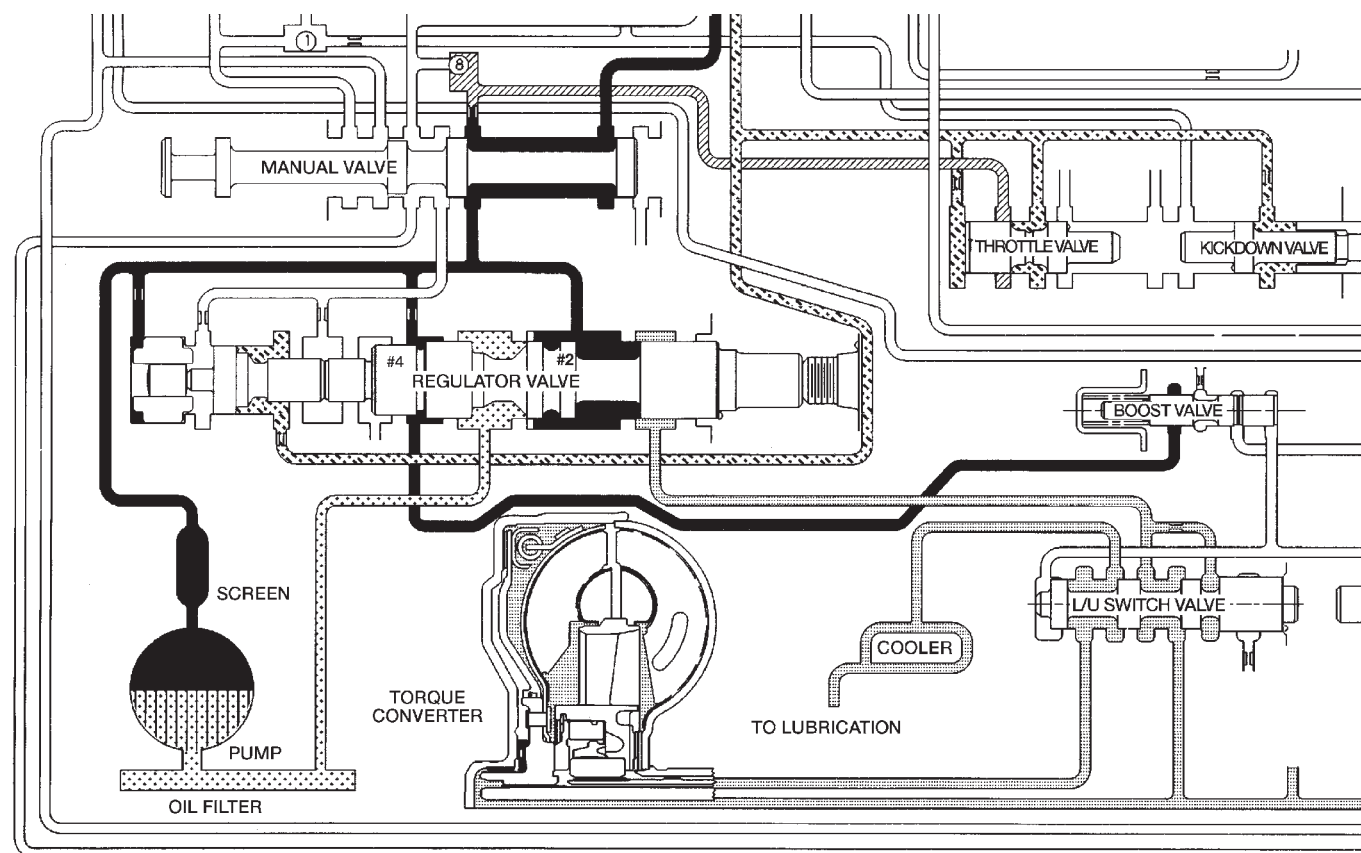 1
8
MANUAL VALVE
THROTTLE VALVE
KICKDOWN VALVE
#4
#2
REGULATOR VALVE
BOOST VALVE
SCREEN
L/U SWITCH VALVE
COOLER
TORQUE
CONVERTER
TO LUBRICATION
PUMP
OIL FILTER